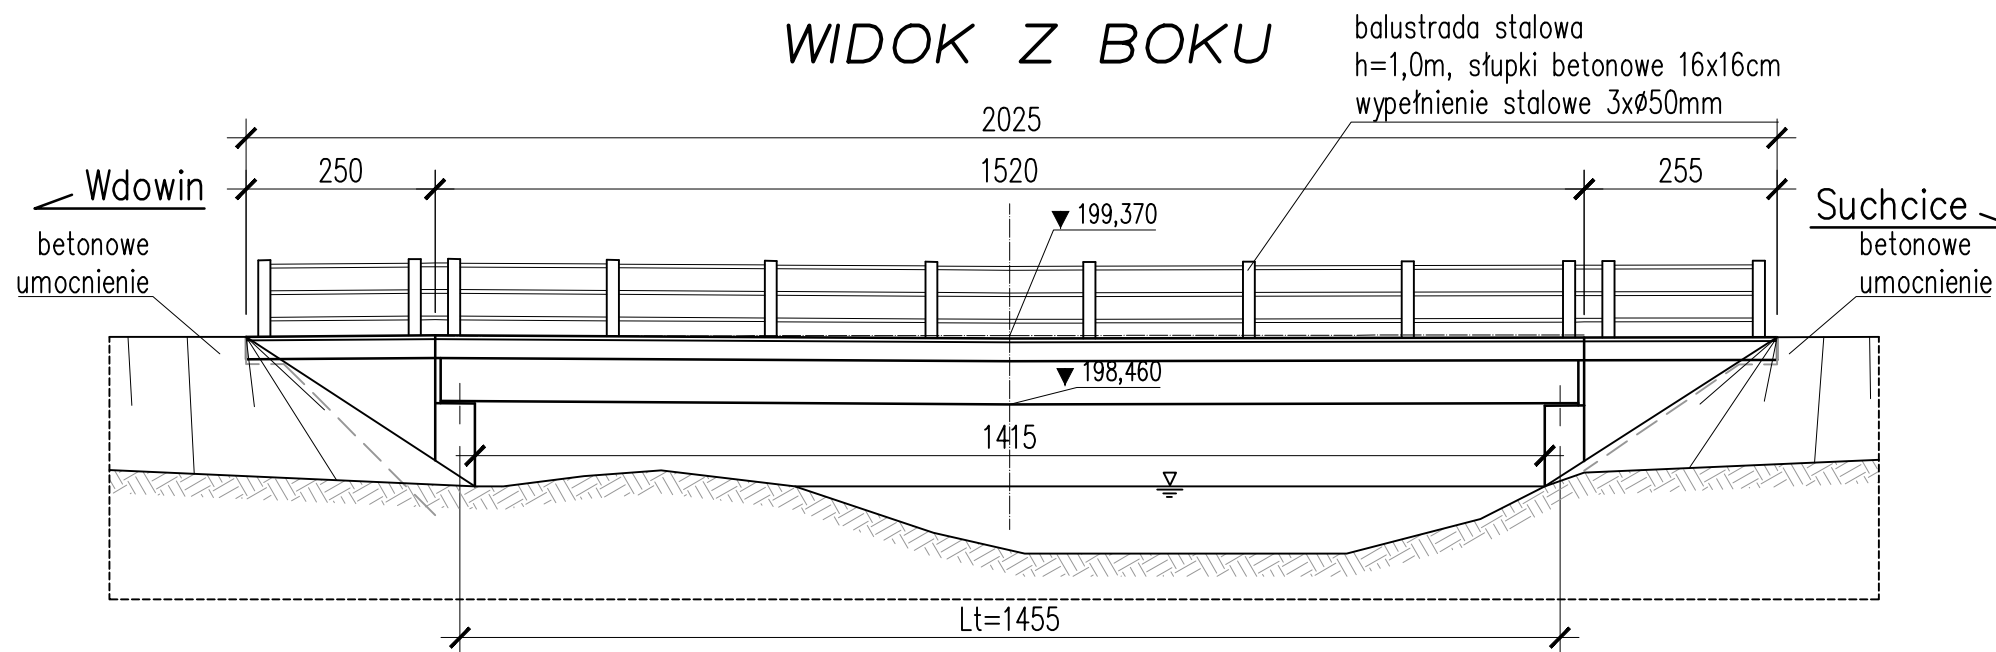 WIDOK Z BOKU
balustrada stalowa
h=1,0m, słupki betonowe 16x16cm
wypełnienie stalowe 3xø50mm
2025
250
1520
255
Wdowin
Suchcice
199,370
betonowe
umocnienie
betonowe
umocnienie
198,460
1415
Lt=1455